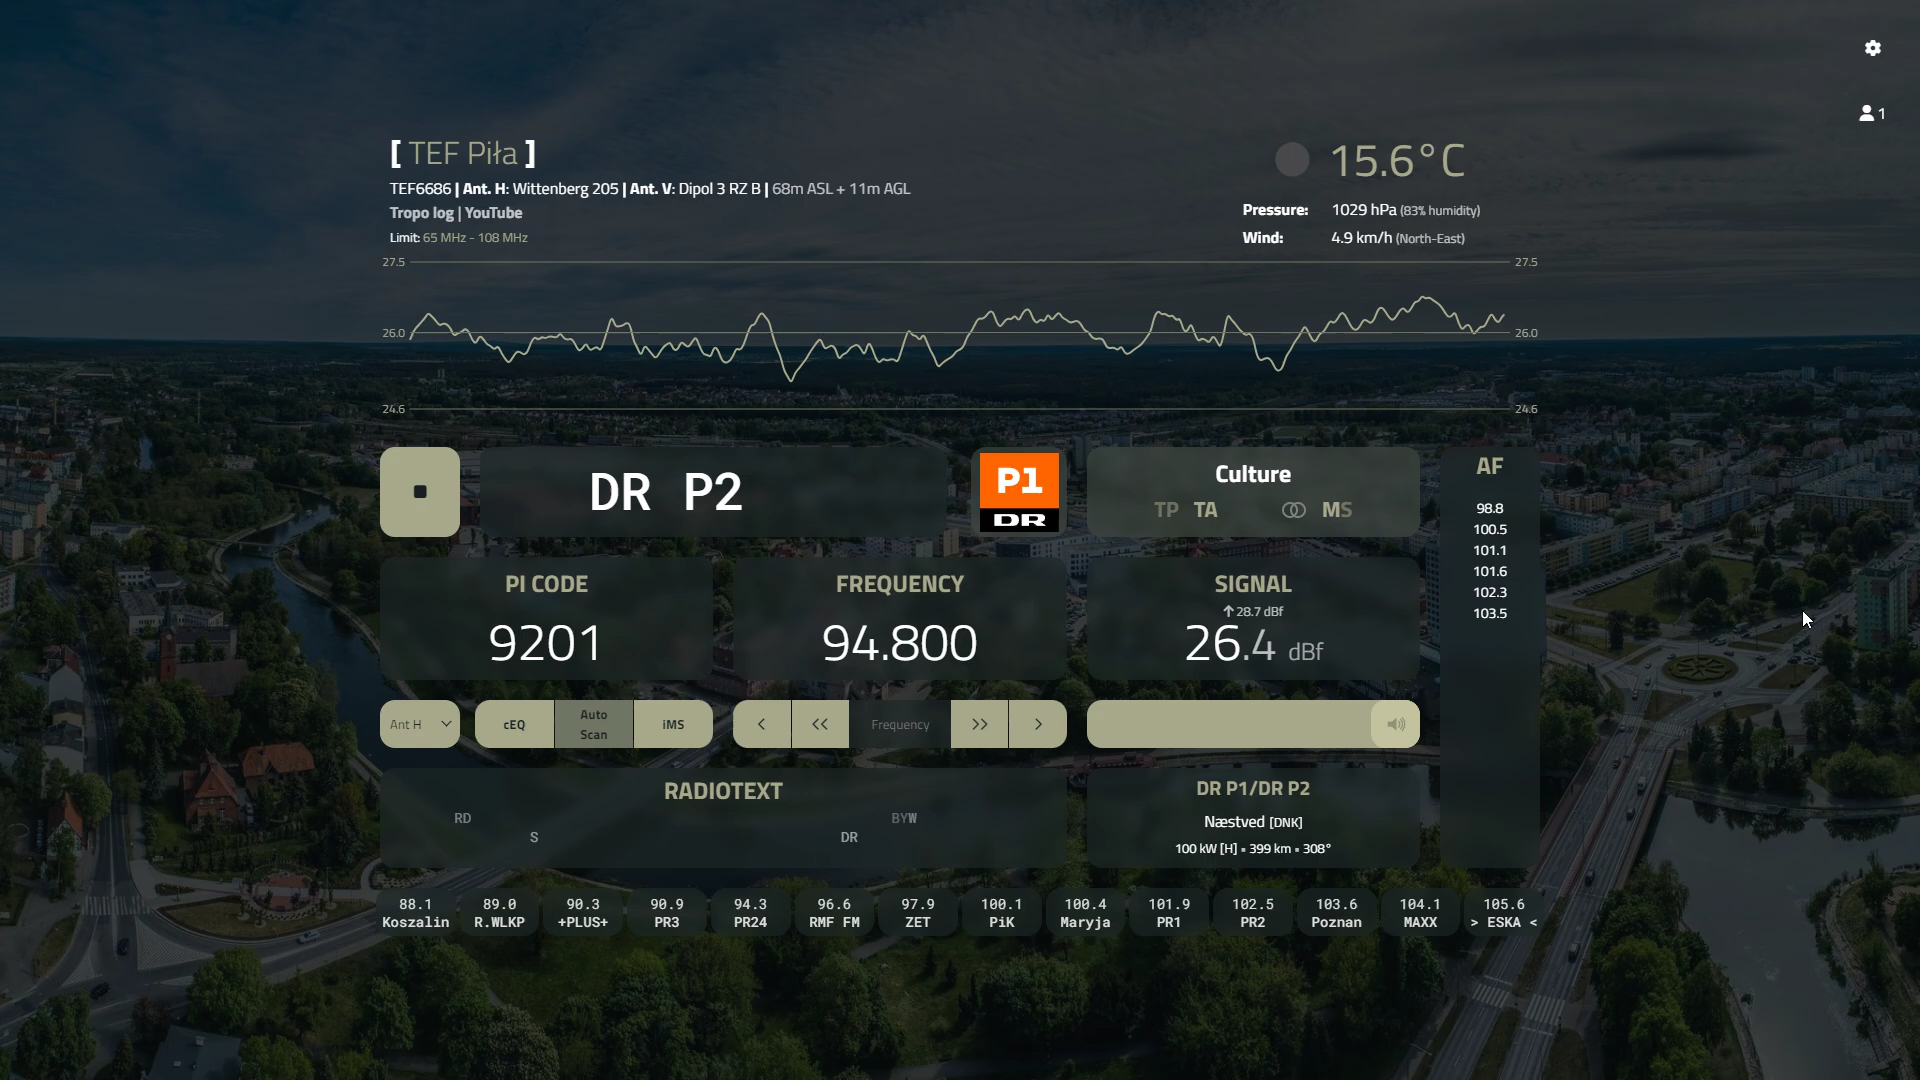 1
[ TEF Piła ]
TEF6686 | Ant. H: Wittenberg 205 | Ant. V: Dipol 3 RZ B | 68m ASL + 11m AGL
Tropo log | YouTube
Limit: 65 MHz - 108 MHz
15.6°C
Pressure: 1029 hPa (83% humidity)
Wind: 4.9 km/h (North-East)
27.5 27.5
26.0 26.0
24.6 24.6
DR P2
P1
DR
Culture
TP TA MS
AF
98.8
100.5
101.1
101.6
102.3
103.5
PI CODE
9201
FREQUENCY
94.800
SIGNAL
28.7 dBf
26.4 dBf
Ant H
cEQ
Auto
Scan
iMS
< << Frequency >> >
RADIOTEXT
RD BYW
S DR
DR P1/DR P2
Næstved [DNK]
100 kW [H] • 399 km • 308°
88.1
Koszalin
89.0
R.WLKP
90.3
+PLUS+
90.9
PR3
94.3
PR24
96.6
RMF FM
97.9
ZET
100.1
PiK
100.4
Maryja
101.9
PR1
102.5
PR2
103.6
Poznan
104.1
MAXX
105.6
> ESKA <